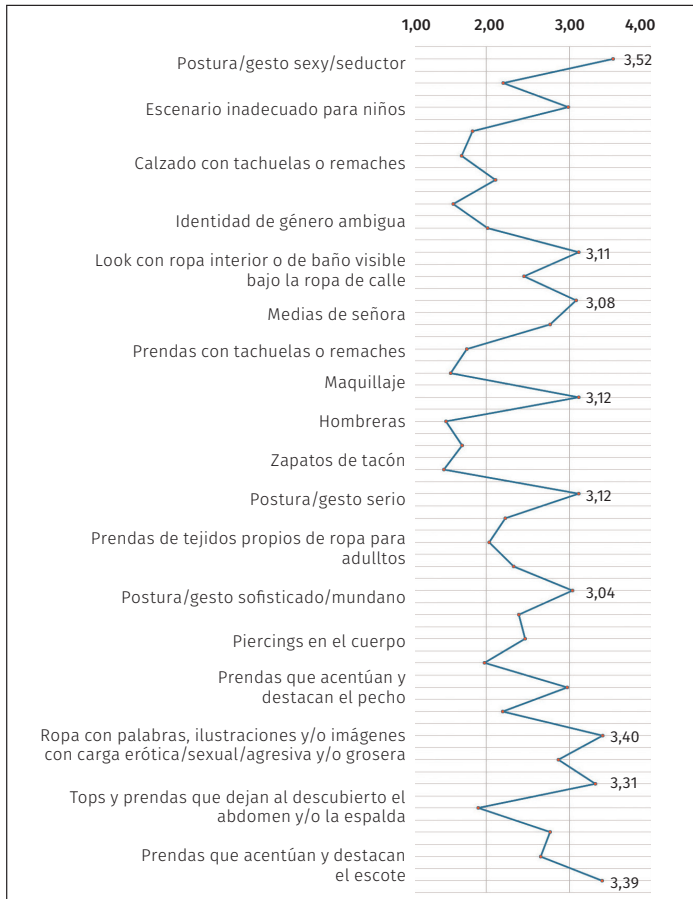 1,00 2,00 3,00 4,00
Postura/gesto sexy/seductor 3,52
Escenario inadecuado para niños
Calzado con tachuelas o remaches
Identidad de género ambigua
3,11
Look con ropa interior o de baño visible
bajo la ropa de calle
3,08
Medias de señora
Prendas con tachuelas o remaches
Maquillaje
3,12
Hombreras
Zapatos de tacón
Postura/gesto serio 3,12
Prendas de tejidos propios de ropa para
adulltos
Postura/gesto sofisticado/mundano 3,04
Piercings en el cuerpo
Prendas que acentúan y
destacan el pecho
Ropa con palabras, ilustraciones y/o imágenes 3,40
con carga erótica/sexual/agresiva y/o grosera
3,31
Tops y prendas que dejan al descubierto el
abdomen y/o la espalda
Prendas que acentúan y destacan
el escote 3,39